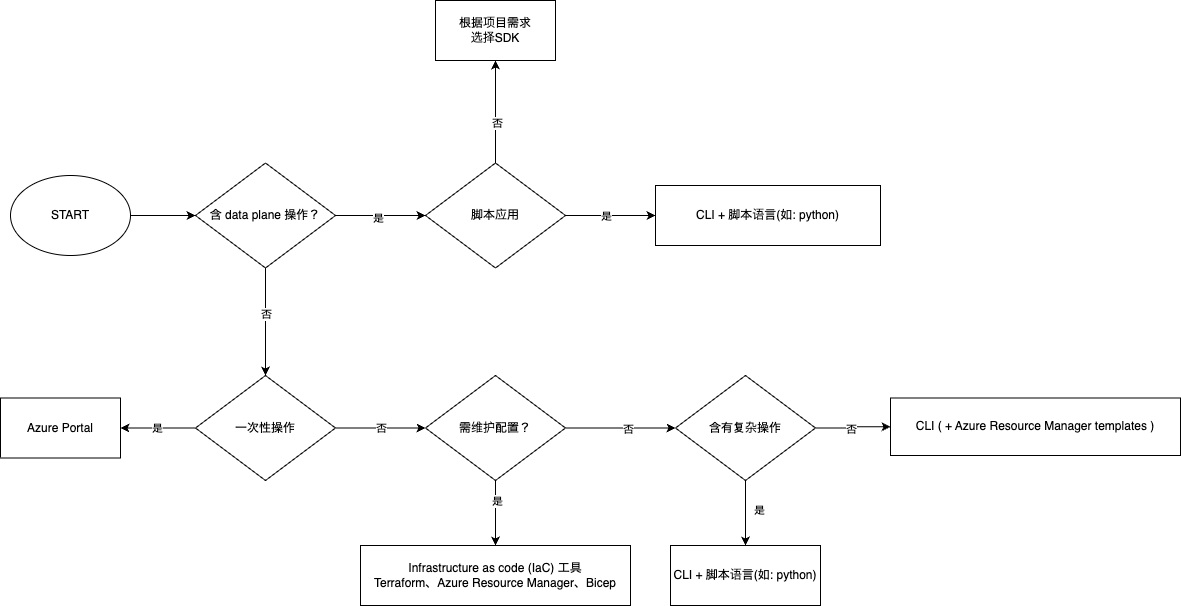 根据项目需求
选择SDK
否
START
含 data plane 操作？
是
脚本应用
是
CLI + 脚本语言(如: python)
否
Azure Portal
是
一次性操作
否
需维护配置？
否
含有复杂操作
否
CLI ( + Azure Resource Manager templates )
是
是
Infrastructure as code (IaC) 工具
Terraform、Azure Resource Manager、Bicep
CLI + 脚本语言(如: python)